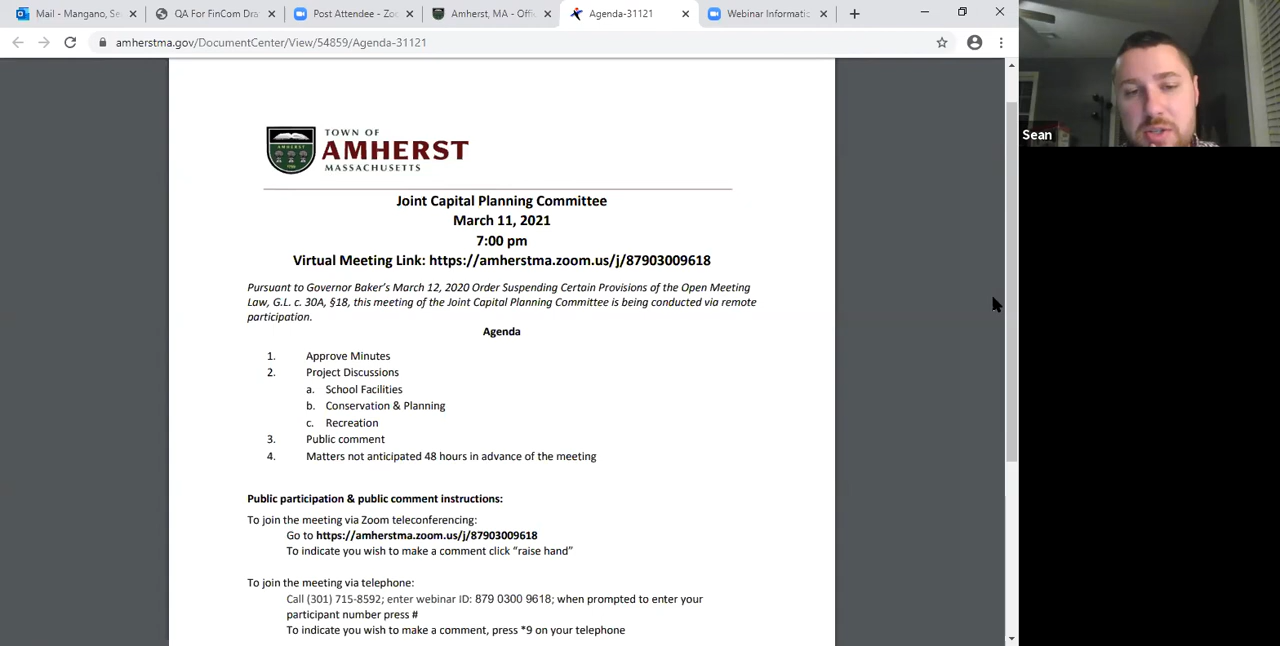 Mail - Mangano, Se
QA For FinCom Dra
Post Attendee - Zo
Amherst, MA - Offi
Agenda-31121
Webinar Informatic
amherstma.gov/DocumentCenter/View/54859/Agenda-31121
Sean
TOWN OF
AMHERST
MASSACHUSETTS
AMHERST
Joint Capital Planning Committee
March 11, 2021
7:00 pm
Virtual Meeting Link: https://amherstma.zoom.us/j/87903009618
Pursuant to Governor Baker's March 12, 2020 Order Suspending Certain Provisions of the Open Meeting
Law, G.L. c. 30A, §18, this meeting of the Joint Capital Planning Committee is being conducted via remote
participation.
Agenda
1. Approve Minutes
2. Project Discussions
a. School Facilities
b. Conservation & Planning
c. Recreation
3. Public comment
4. Matters not anticipated 48 hours in advance of the meeting
Public participation & public comment instructions:
To join the meeting via Zoom teleconferencing:
Go to https://amherstma.zoom.us/j/87903009618
To indicate you wish to make a comment click “raise hand”
To join the meeting via telephone:
Call (301) 715-8592; enter webinar ID: 879 0300 9618; when prompted to enter your
participant number press #
To indicate you wish to make a comment, press *9 on your telephone